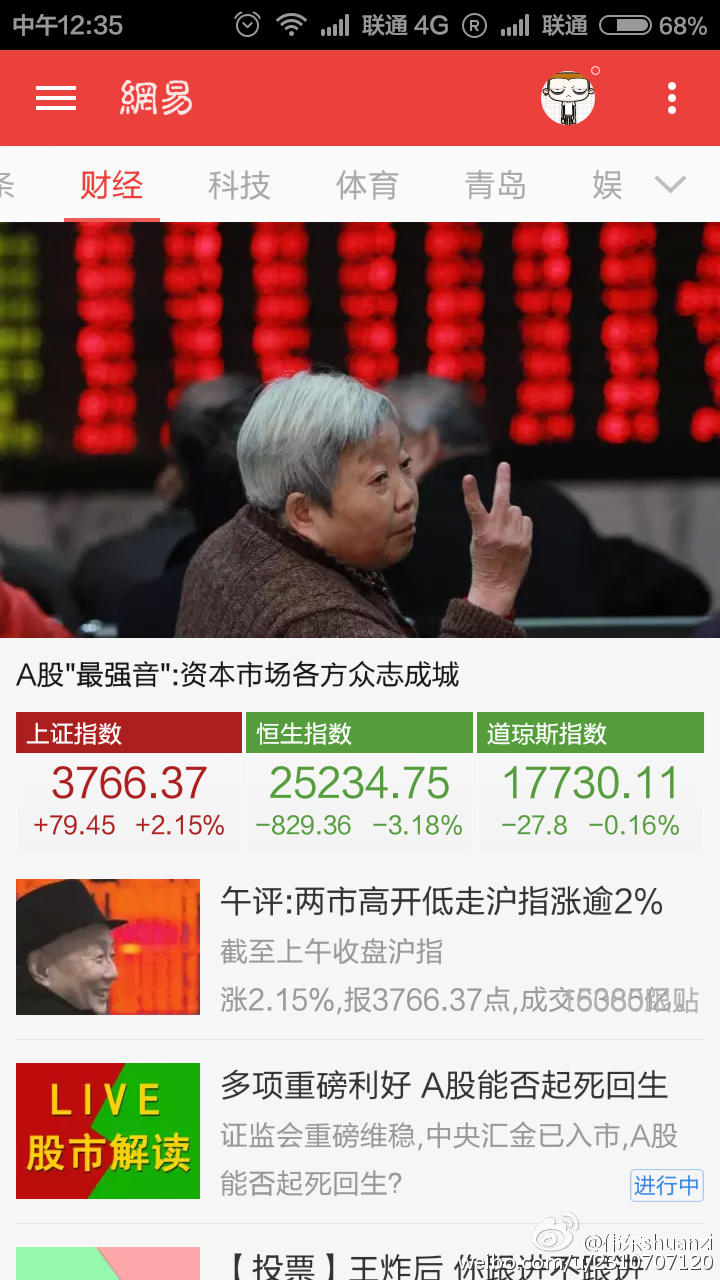 中午12:35 联通 4G R 联通 68%
網易
条 财经 科技 体育 青岛 娱
A股"最强音":资本市场各方众志成城
上证指数 恒生指数 道琼斯指数
3766.37 25234.75 17730.11
+79.45 +2.15% -829.36 -3.18% -27.8 -0.16%
午评:两市高开低走沪指涨逾2%
截至上午收盘沪指
涨2.15%,报3766.37点,成交
LIVE
股市解读
多项重磅利好 A股能否起死回生
证监会重磅维稳,中央汇金已入市,A股
能否起死回生?
进行中
【投票】王炸后 你跟进不跟进
@伟东shuanxi
weibo.com/u/2310707120